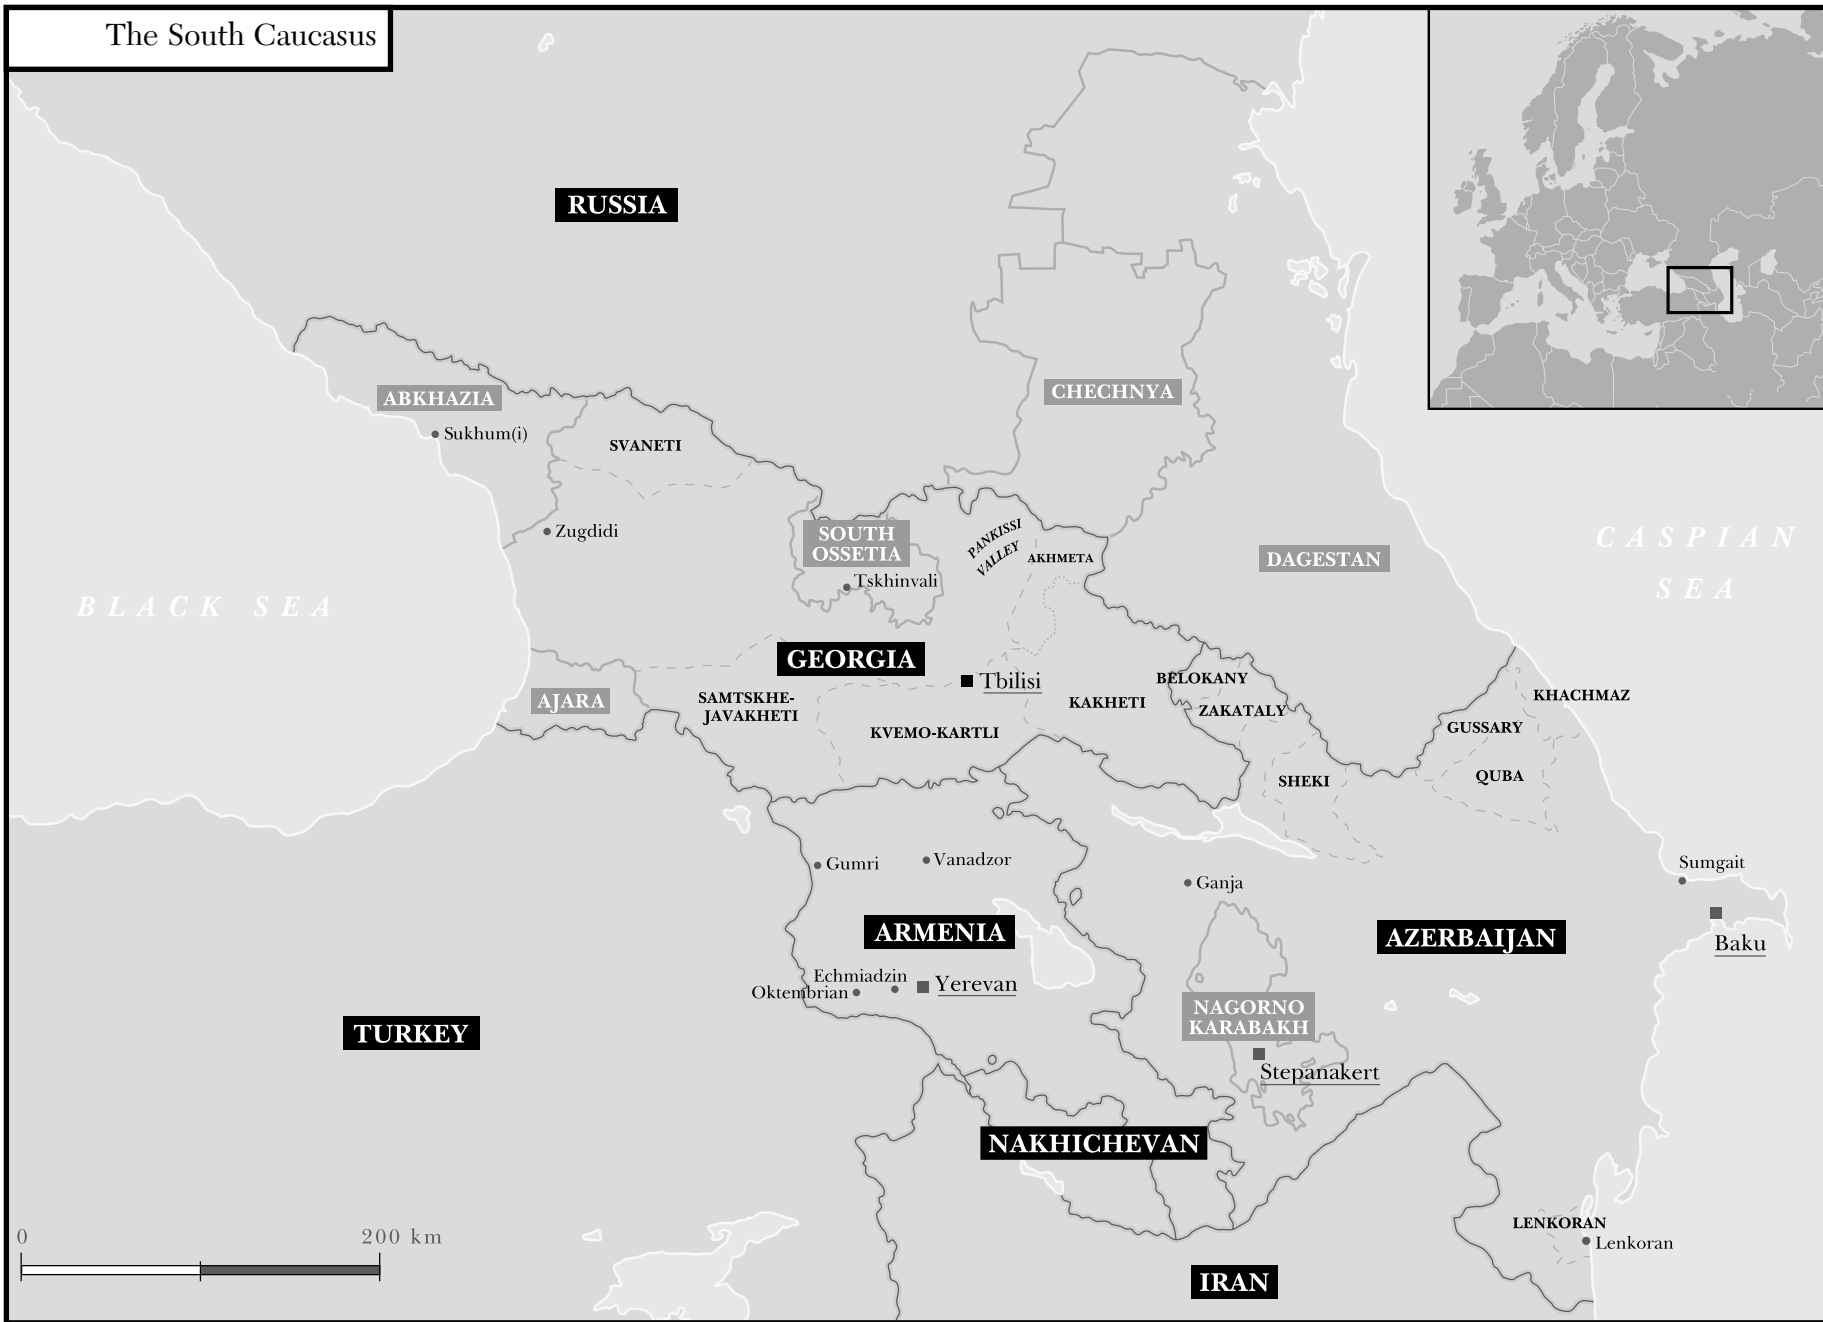 The South Caucasus
RUSSIA
ABKHAZIA
Sukhum(i)
SVANETI
CHECHNYA
Zugdidi
SOUTH
OSSETIA
Tskhinvali
PANKISSI
VALLEY
AKHMETA
DAGESTAN
CASPIAN
SEA
BLACK SEA
GEORGIA
Tbilisi
AJARA
SAMTSKHE-
JAVAKHETI
KVEMO-KARTLI
KAKHETI
BELOKANY
ZAKATALY
KHACHMAZ
GUSSARY
QUBA
SHEKI
Gumri
Vanadzor
Ganja
Sumgait
ARMENIA
AZERBAIJAN
Baku
Echmiadzin
Oktembrian
Yerevan
NAGORNO
KARABAKH
Stepanakert
TURKEY
NAKHICHEVAN
LENKORAN
Lenkoran
IRAN
0 200 km